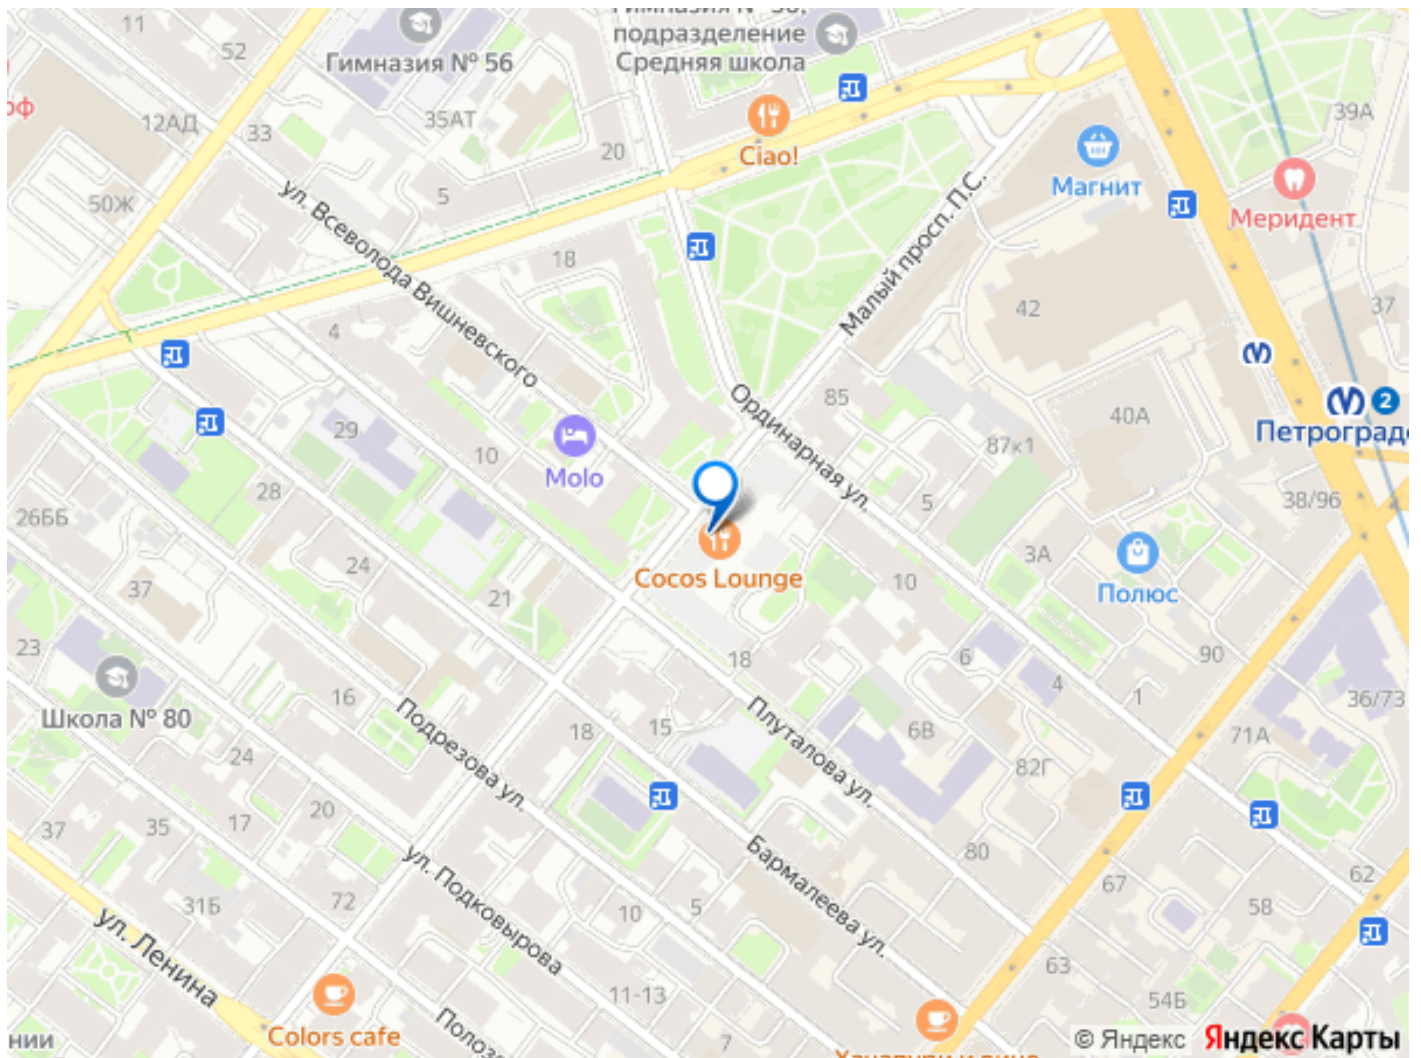 11
52
Гимназия № 56
подразделение
Средняя школа
39А
12АД
33
35АТ
20
Ciao!
Магнит
Меридент
50Ж
5
ул. Всеволода Вишневского
18
Малый просп. П.С.
42
37
4
85
Ординарная ул.
40А
2
29
10
Molo
87к1
28
5
38/96
26ББ
Cocos Lounge
3А
24
10
Полюс
37
21
23
18
6
90
16
4
1
36/73
Школа № 80
Подрезова ул.
18
15
Плуталова ул.
6В
71А
24
82Г
20
37
35
17
Бармалеева ул.
80
67
62
ул. Подковырова
31Б
72
10
5
58
ул. Ленина
63
11-13
54Б
Colors cafe
7
© Яндекс
Яндекс Карты